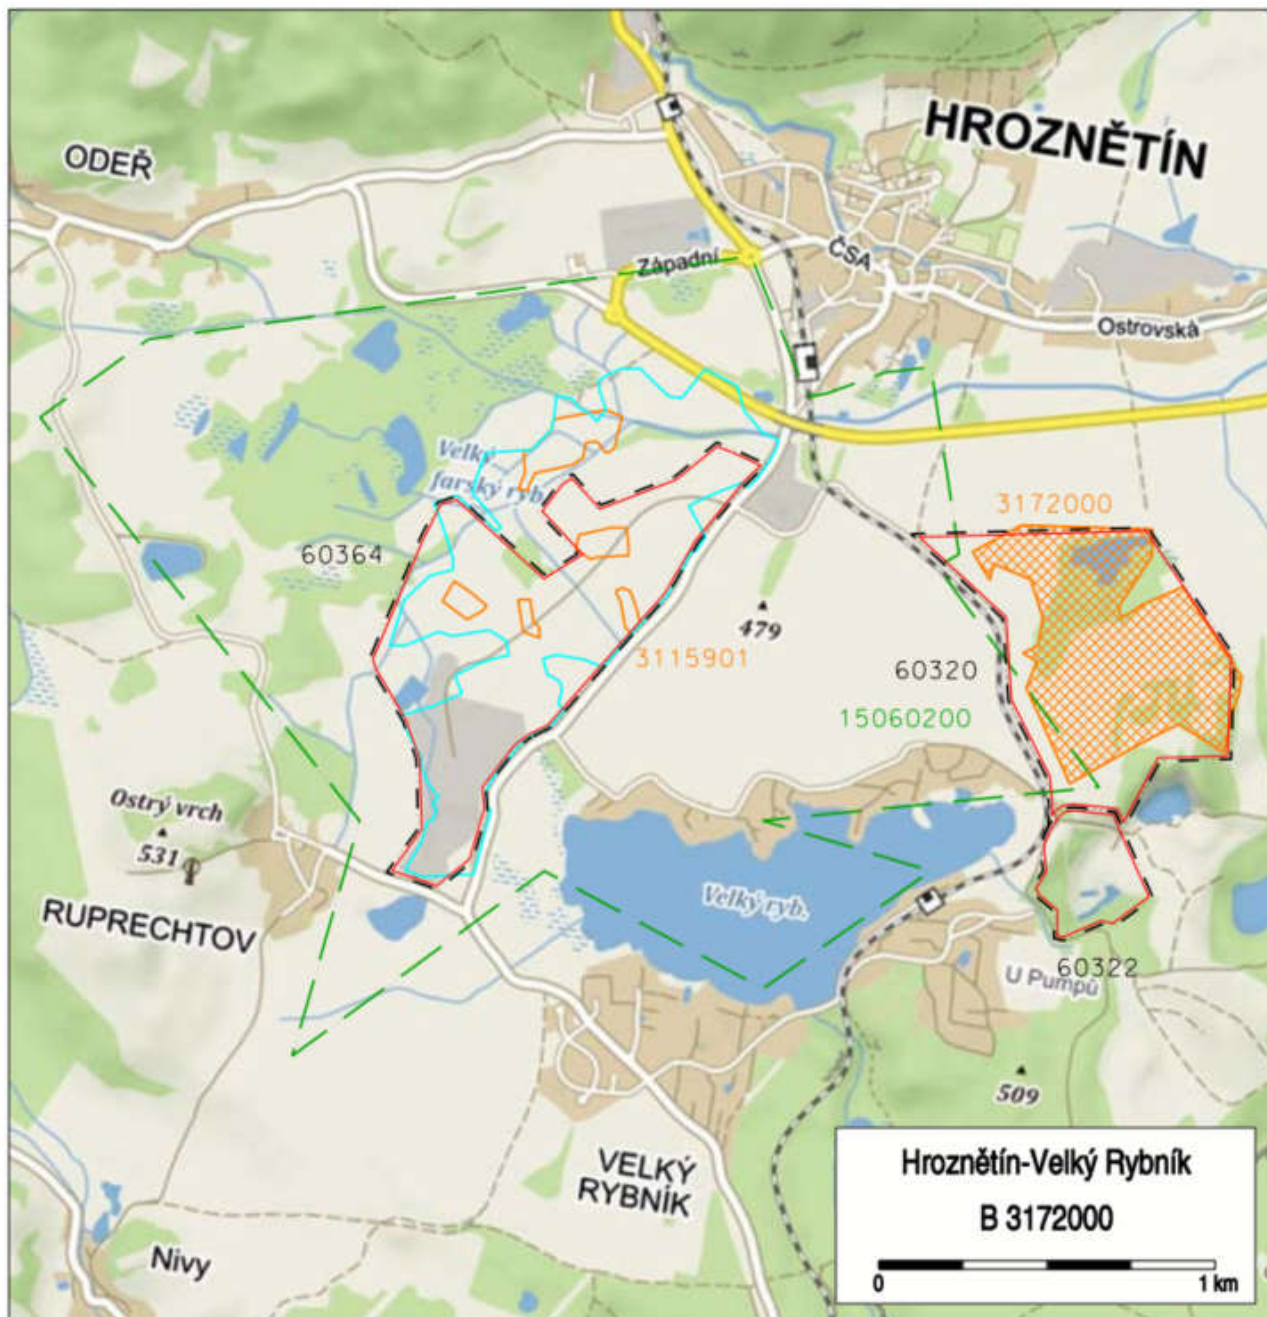 HROZNĚTÍN
ODEŘ
ČSA
Západní
Ostrovská
Velký
farský ryb.
3172000
60364
479
3115901
60320
15060200
Ostrý vrch
531
Velký ryb.
RUPRECHTOV
60322
U Pumpů
509
VELKÝ
RYBNÍK
Nivy
Hroznětín-Velký Rybník
B 3172000
0 1 km